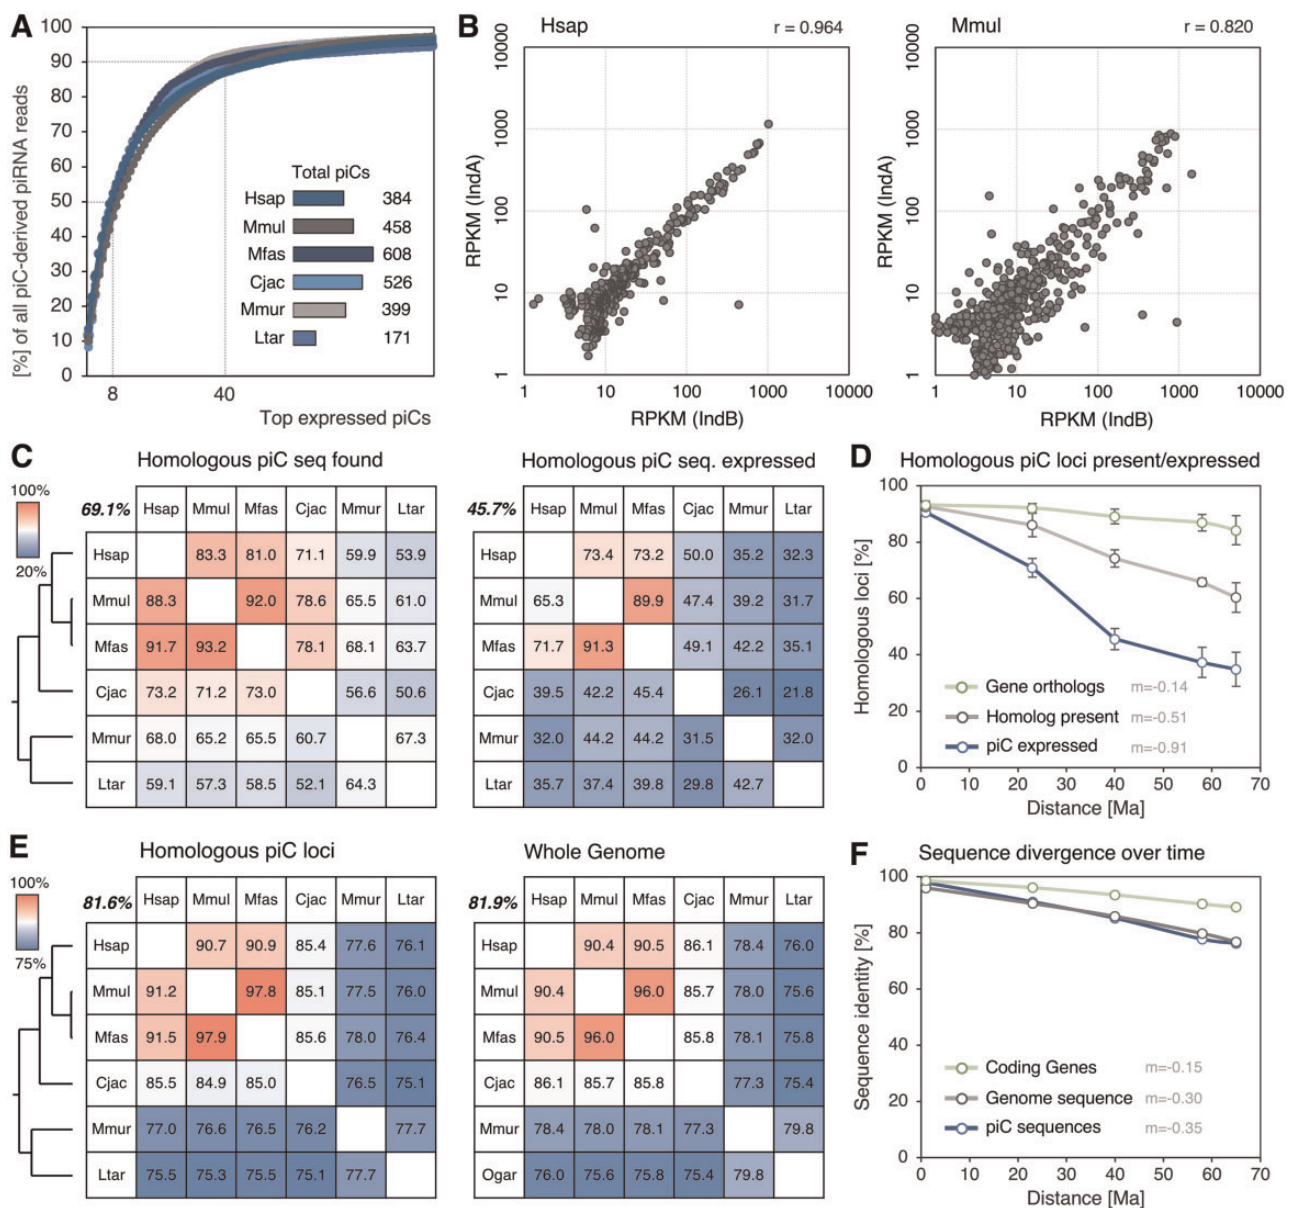 A
[%] of all piC-derived piRNA reads
100
90
80
70
60
50
40
30
20
10
0
8
40
Top expressed piCs
Total piCs
Hsap 384
Mmul 458
Mfas 608
Cjac 526
Mmur 399
Ltar 171
B
Hsap
r = 0.964
RPKM (IndA)
10000
1000
100
10
1
1 10 100 1000 10000
RPKM (IndB)
Mmul
r = 0.820
RPKM (IndA)
10000
1000
100
10
1
1 10 100 1000 10000
RPKM (IndB)
C
Homologous piC seq found
100%
20%
69.1% Hsap Mmul Mfas Cjac Mmur Ltar
Hsap 83.3 81.0 71.1 59.9 53.9
Mmul 88.3 92.0 78.6 65.5 61.0
Mfas 91.7 93.2 78.1 68.1 63.7
Cjac 73.2 71.2 73.0 56.6 50.6
Mmur 68.0 65.2 65.5 60.7 67.3
Ltar 59.1 57.3 58.5 52.1 64.3
Homologous piC seq. expressed
45.7% Hsap Mmul Mfas Cjac Mmur Ltar
Hsap 73.4 73.2 50.0 35.2 32.3
Mmul 65.3 89.9 47.4 39.2 31.7
Mfas 71.7 91.3 49.1 42.2 35.1
Cjac 39.5 42.2 45.4 26.1 21.8
Mmur 32.0 44.2 44.2 31.5 32.0
Ltar 35.7 37.4 39.8 29.8 42.7
D
Homologous piC loci present/expressed
Homologous loci [%]
100
80
60
40
20
0
Gene orthologs m=-0.14
Homolog present m=-0.51
piC expressed m=-0.91
0 10 20 30 40 50 60 70
Distance [Ma]
E
Homologous piC loci
100%
75%
81.6% Hsap Mmul Mfas Cjac Mmur Ltar
Hsap 90.7 90.9 85.4 77.6 76.1
Mmul 91.2 97.8 85.1 77.5 76.0
Mfas 91.5 97.9 85.6 78.0 76.4
Cjac 85.5 84.9 85.0 76.5 75.1
Mmur 77.0 76.6 76.5 76.2 77.7
Ltar 75.5 75.3 75.5 75.1 77.7
Whole Genome
81.9% Hsap Mmul Mfas Cjac Mmur Ltar
Hsap 90.4 90.5 86.1 78.4 76.0
Mmul 90.4 96.0 85.7 78.0 75.6
Mfas 90.5 96.0 85.8 78.1 75.8
Cjac 86.1 85.7 85.8 77.3 75.4
Mmur 78.4 78.0 78.1 77.3 79.8
Ogar 76.0 75.6 75.8 75.4 79.8
F
Sequence divergence over time
Sequence identity [%]
100
80
60
40
20
0
Coding Genes m=-0.15
Genome sequence m=-0.30
piC sequences m=-0.35
0 10 20 30 40 50 60 70
Distance [Ma]